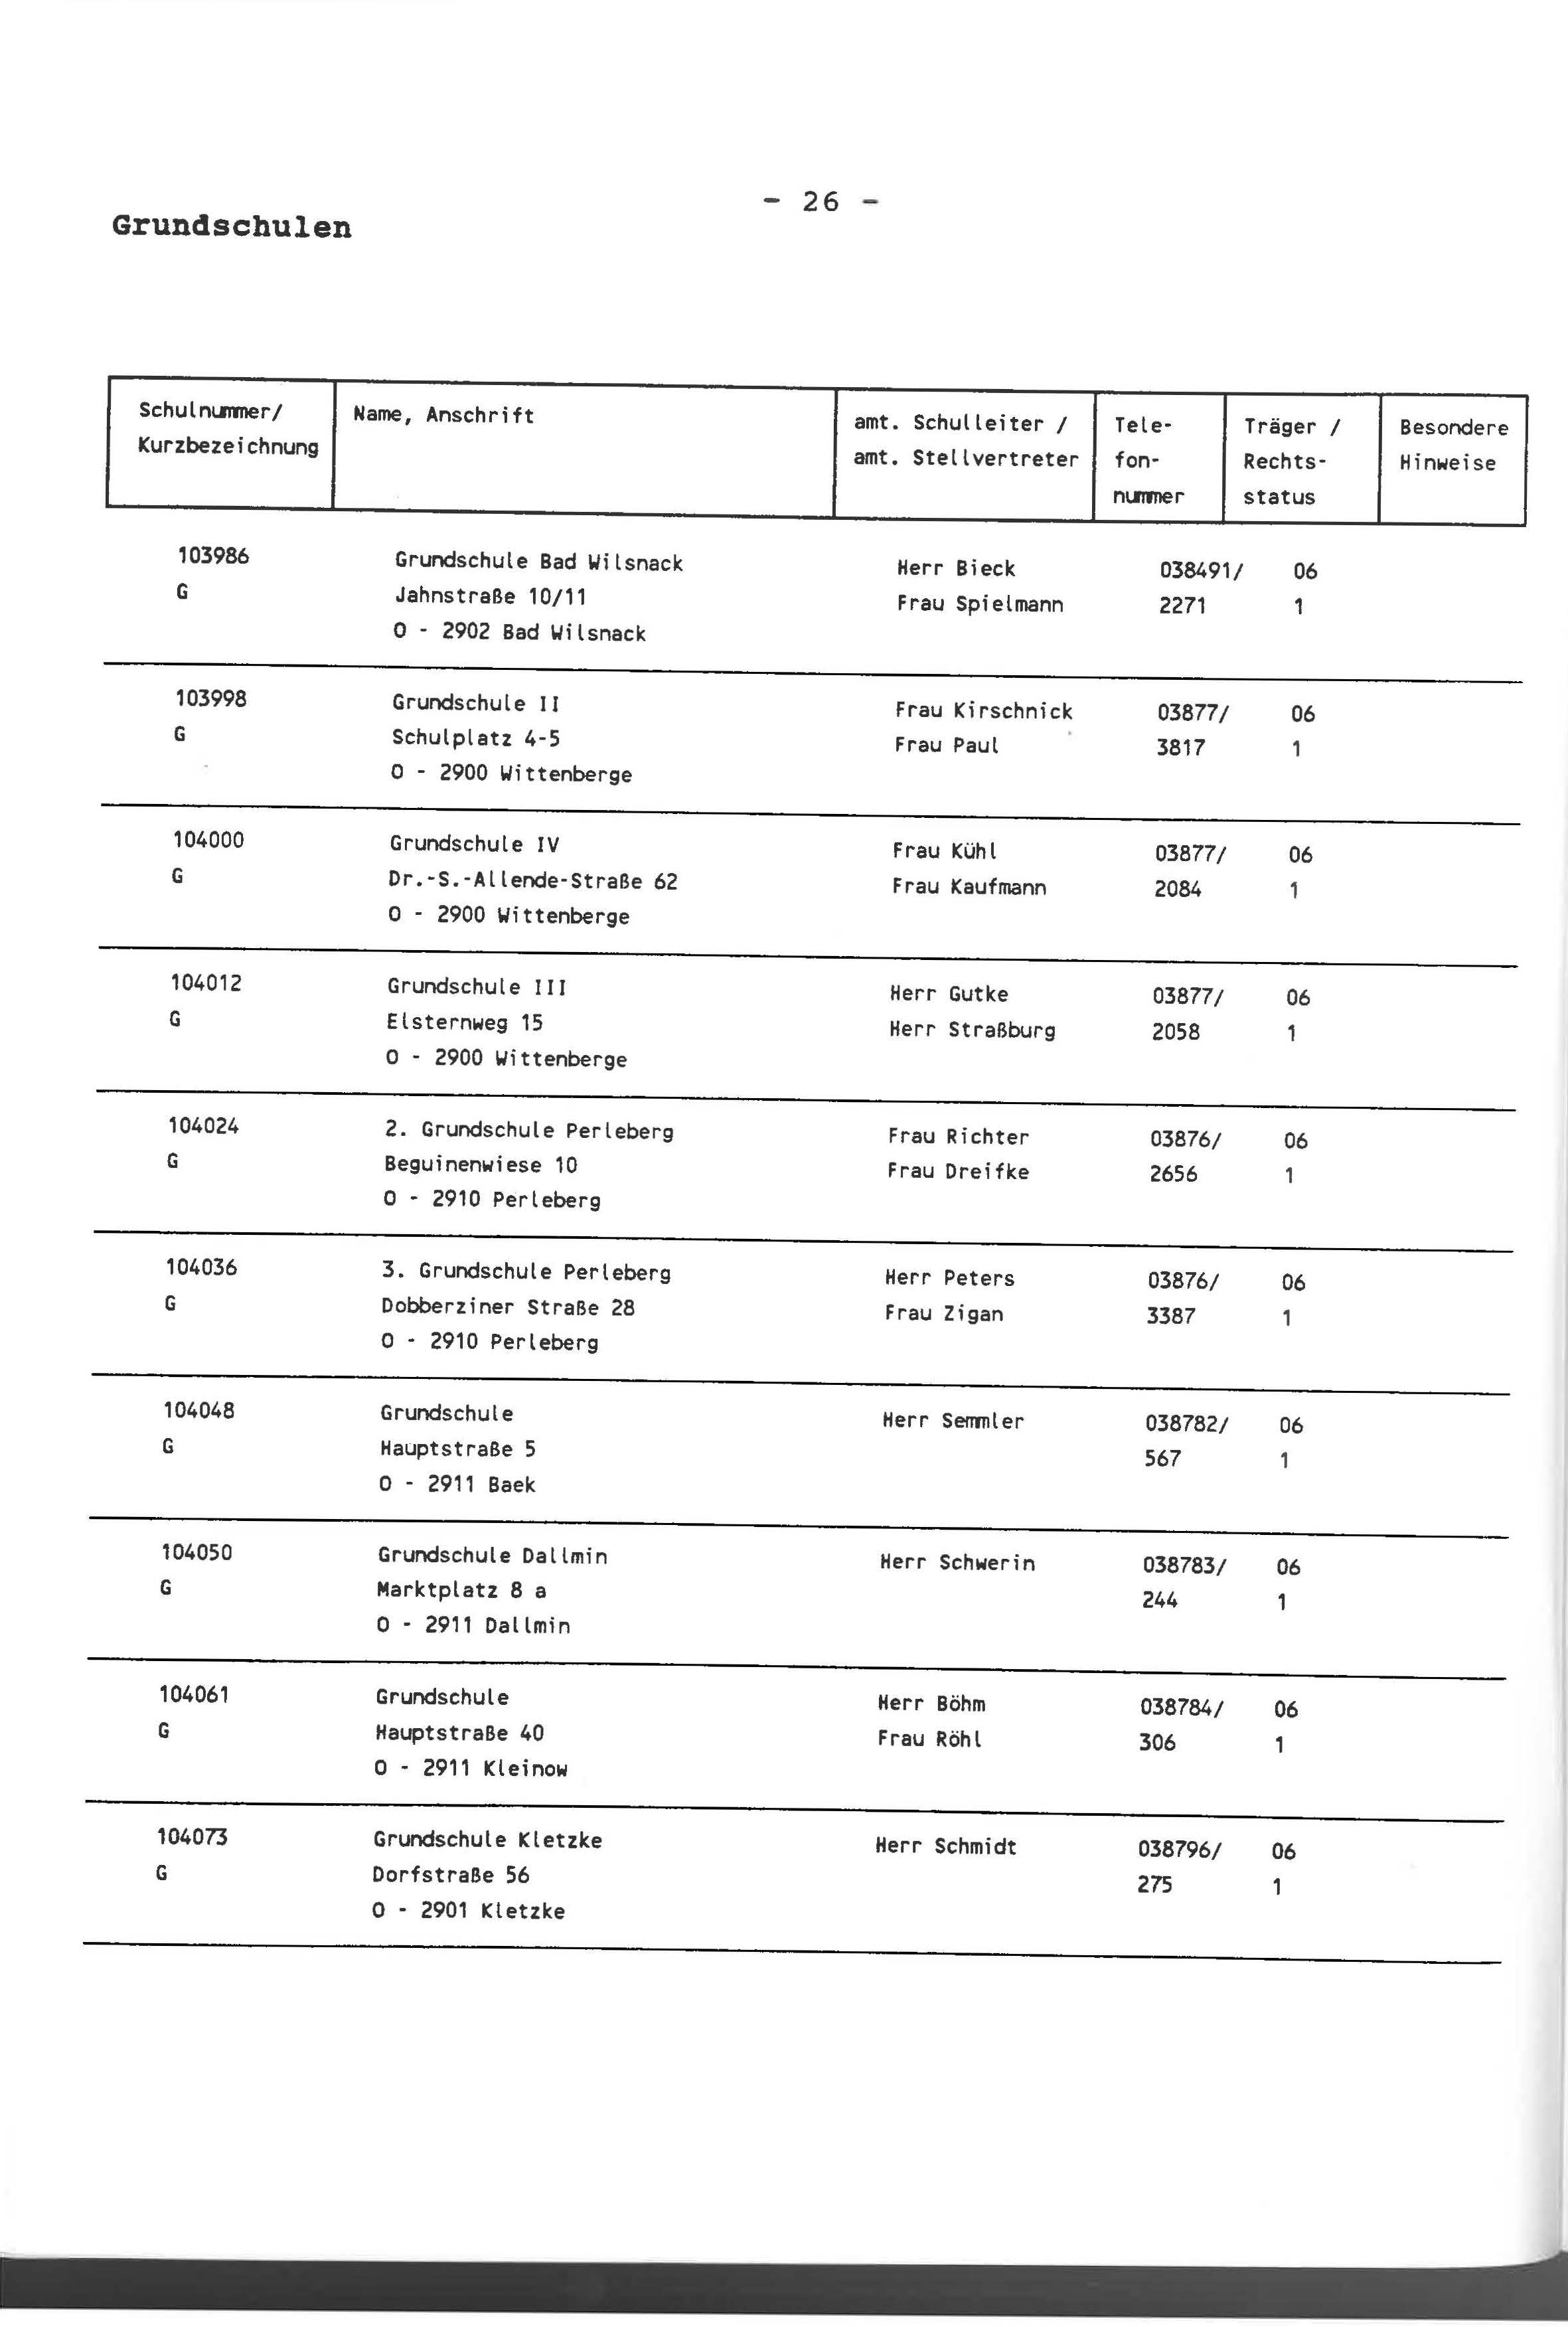 - 26 -
Grundschulen
Schulnummer/ Name, Anschrift amt. Schulleiter / Tele- Träger / Besondere
Kurzbezeichnung amt. Stellvertreter fon- Rechts- Hinweise
nummer status
103986 Grundschule Bad Wilsnack Herr Bieck 038491/ 06
G Jahnstraße 10/11 Frau Spielmann 2271 1
O - 2902 Bad Wilsnack
103998 Grundschule II Frau Kirschnick 03877/ 06
G Schulplatz 4-5 Frau Paul 3817 1
O - 2900 Wittenberge
104000 Grundschule IV Frau Kühl 03877/ 06
G Dr.-S.-Allende-Straße 62 Frau Kaufmann 2084 1
O - 2900 Wittenberge
104012 Grundschule III Herr Gutke 03877/ 06
G Elsternweg 15 Herr Straßburg 2058 1
O - 2900 Wittenberge
104024 2. Grundschule Perleberg Frau Richter 03876/ 06
G Beguinenwiese 10 Frau Dreifke 2656 1
O - 2910 Perleberg
104036 3. Grundschule Perleberg Herr Peters 03876/ 06
G Dobberziner Straße 28 Frau Zigan 3387 1
O - 2910 Perleberg
104048 Grundschule Herr Semmler 038782/ 06
G Hauptstraße 5 567 1
O - 2911 Baek
104050 Grundschule Dallmin Herr Schwerin 038783/ 06
G Marktplatz 8 a 244 1
O - 2911 Dallmin
104061 Grundschule Herr Böhm 038784/ 06
G Hauptstraße 40 Frau Röhl 306 1
O - 2911 Kleinow
104073 Grundschule Kletzke Herr Schmidt 038796/ 06
G Dorfstraße 56 275 1
O - 2901 Kletzke